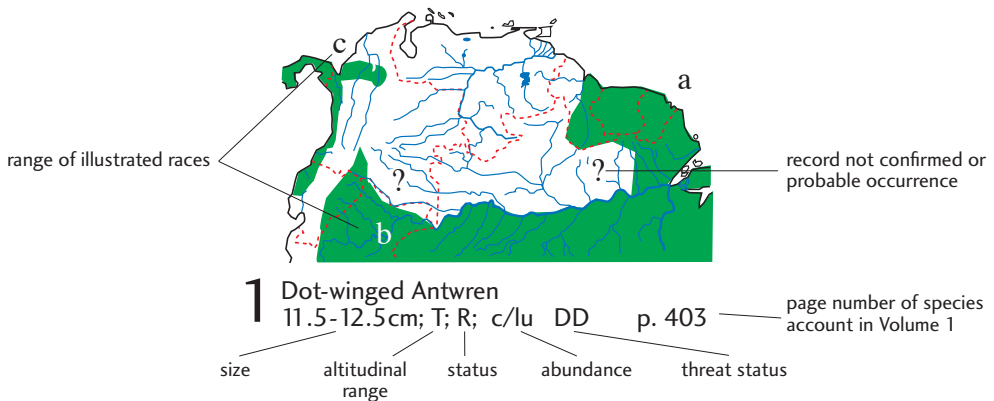 c
a
range of illustrated races
?
?
record not confirmed or
probable occurrence
b
1
Dot-winged Antwren
11.5-12.5cm; T; R; c/lu DD p. 403
page number of species
account in Volume 1
size
altitudinal
range
status
abundance
threat status